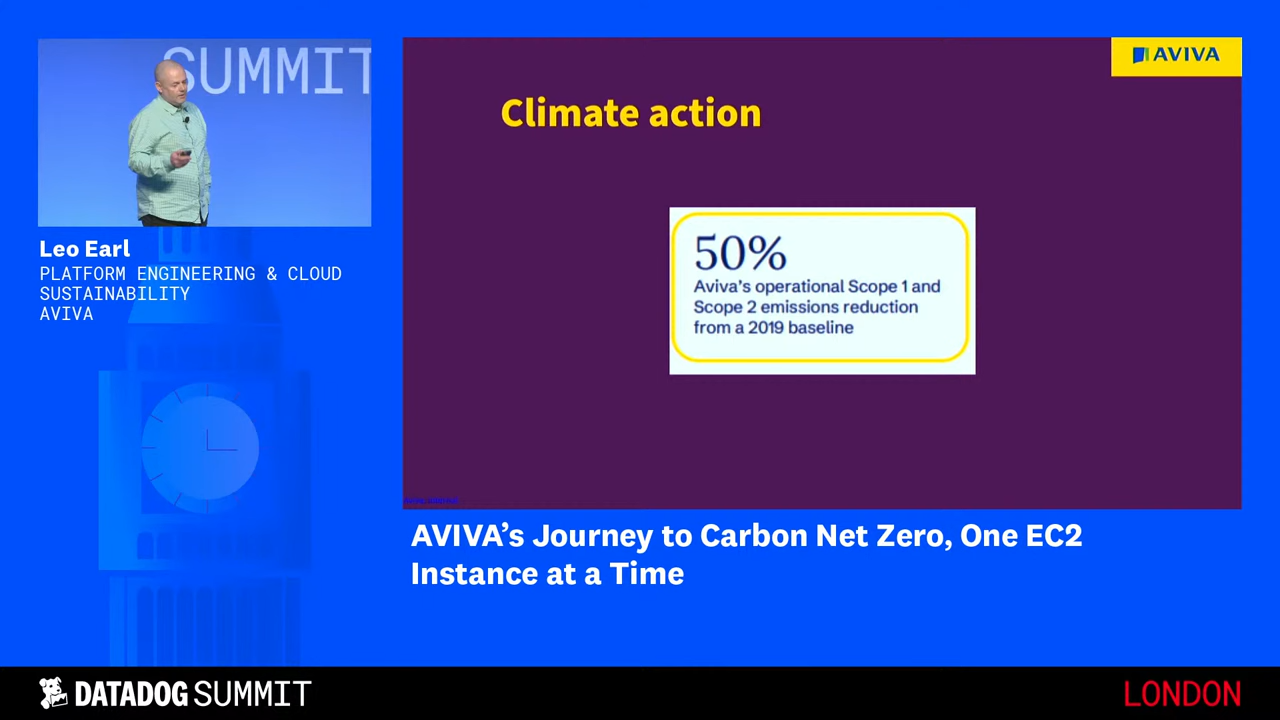 SUMMIT
Leo Earl
PLATFORM ENGINEERING & CLOUD
SUSTAINABILITY
AVIVA
AVIVA
Climate action
50%
Aviva's operational Scope 1 and
Scope 2 emissions reduction
from a 2019 baseline
AVIVA’s Journey to Carbon Net Zero, One EC2
Instance at a Time
DATADOG SUMMIT
LONDON